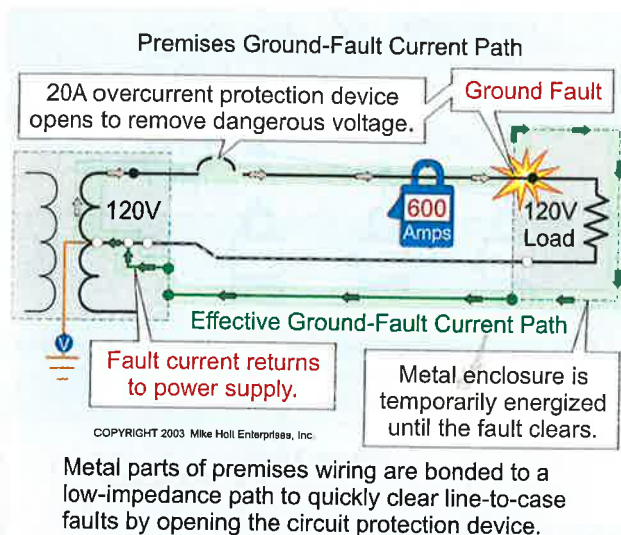 Premises Ground-Fault Current Path
20A overcurrent protection device
opens to remove dangerous voltage.
Ground Fault
120V
600
Amps
120V
Load
V
Effective Ground-Fault Current Path
Fault current returns
to power supply.
Metal enclosure is
temporarily energized
until the fault clears.
COPYRIGHT 2003 Mike Holt Enterprises, Inc.
Metal parts of premises wiring are bonded to a
low-impedance path to quickly clear line-to-case
faults by opening the circuit protection device.